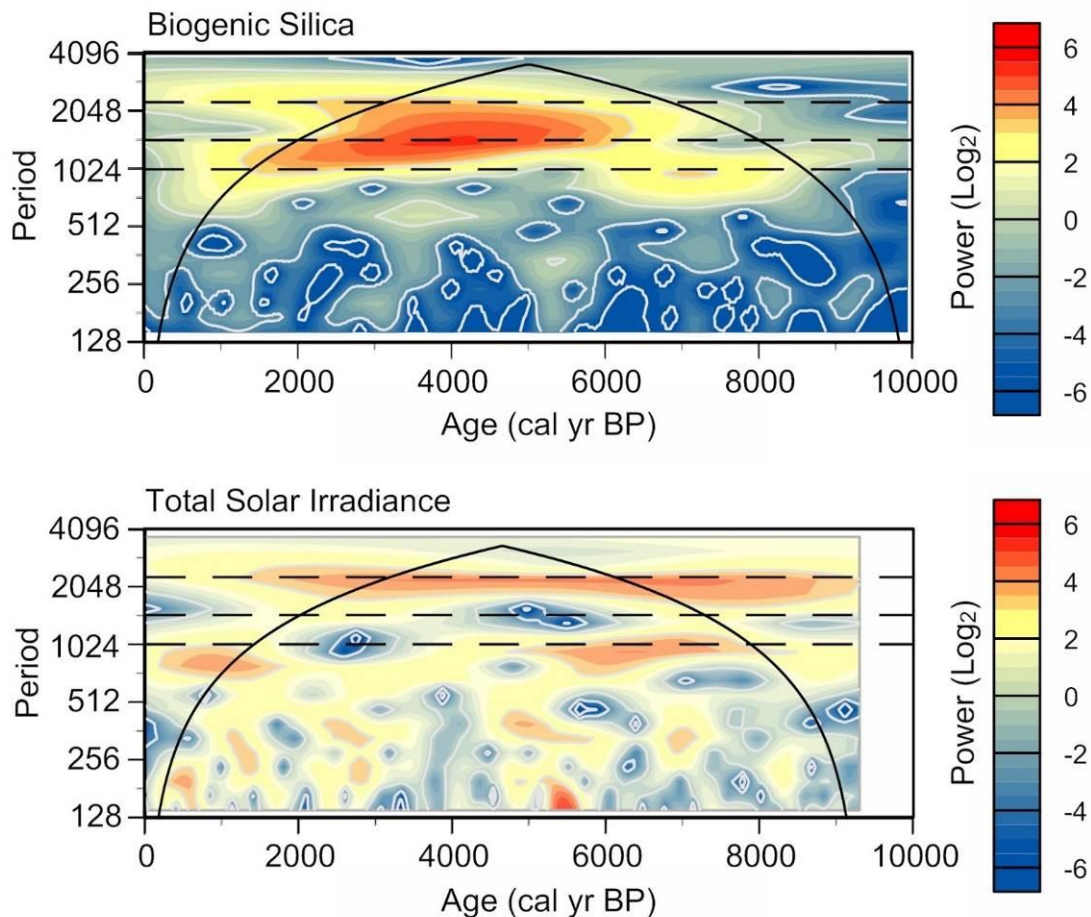 Biogenic Silica
4096
2048
1024
512
256
128
Period
0 2000 4000 6000 8000 10000
Age (cal yr BP)
6
4
2
0
-2
-4
-6
Power (Log2)
Total Solar Irradiance
4096
2048
1024
512
256
128
Period
0 2000 4000 6000 8000 10000
Age (cal yr BP)
6
4
2
0
-2
-4
-6
Power (Log2)